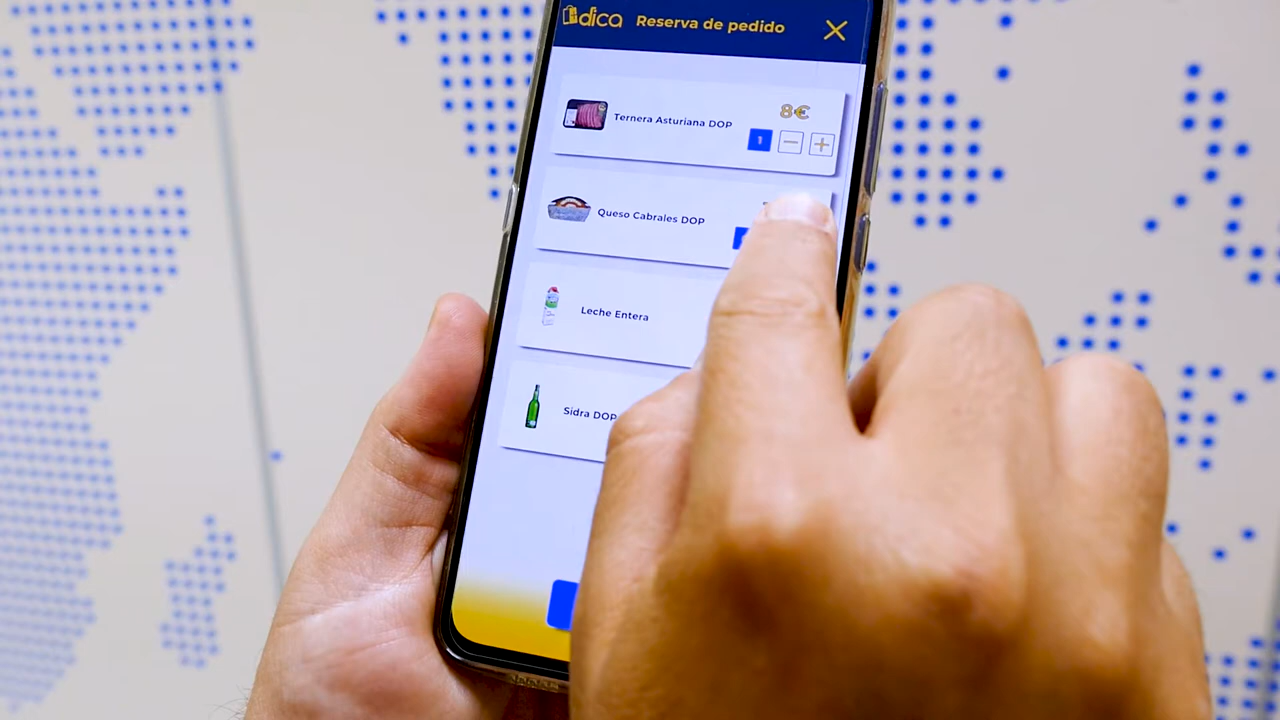 dica Reserva de pedido
Ternera Asturiana DOP
8€
1
Queso Cabrales DOP
Leche Entera
Sidra DOP